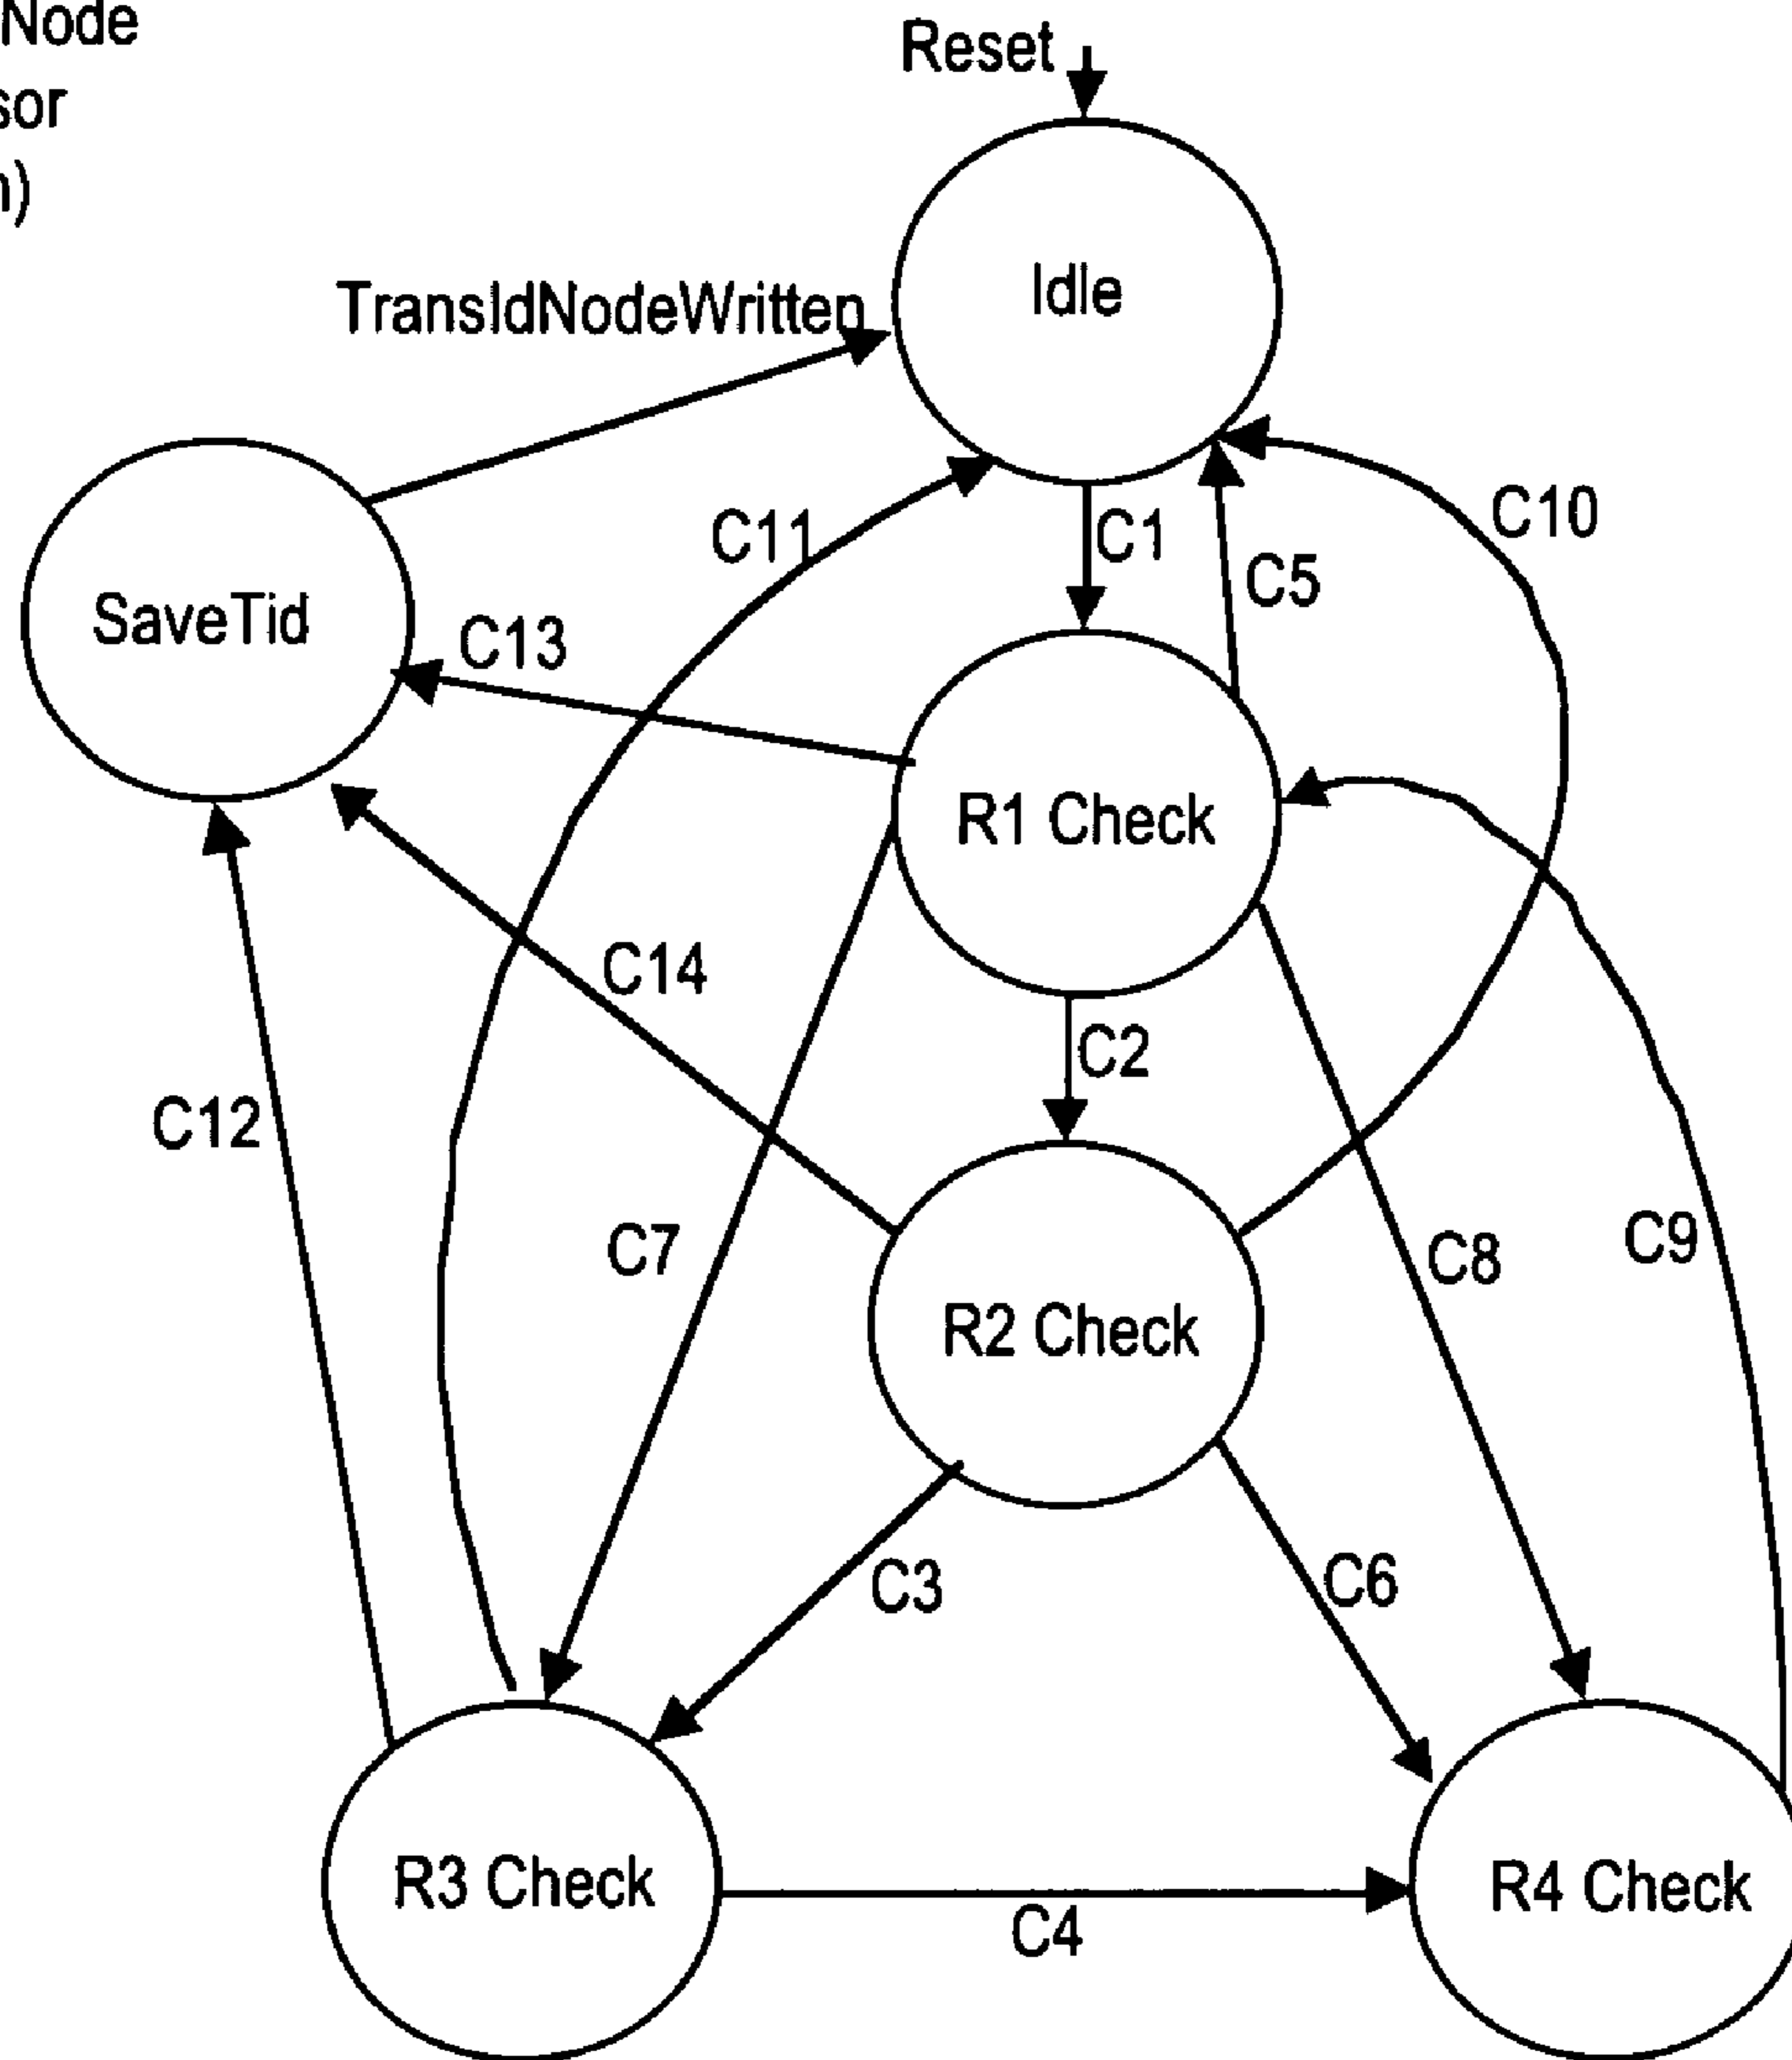 Node
Reset
sor
n)
Idle
TransIdNodeWritten
C10
C11
C1
C5
SaveTid
C13
R1 Check
C14
C2
C12
C7
C9
C8
R2 Check
C3
C6
R3 Check
R4 Check
C4